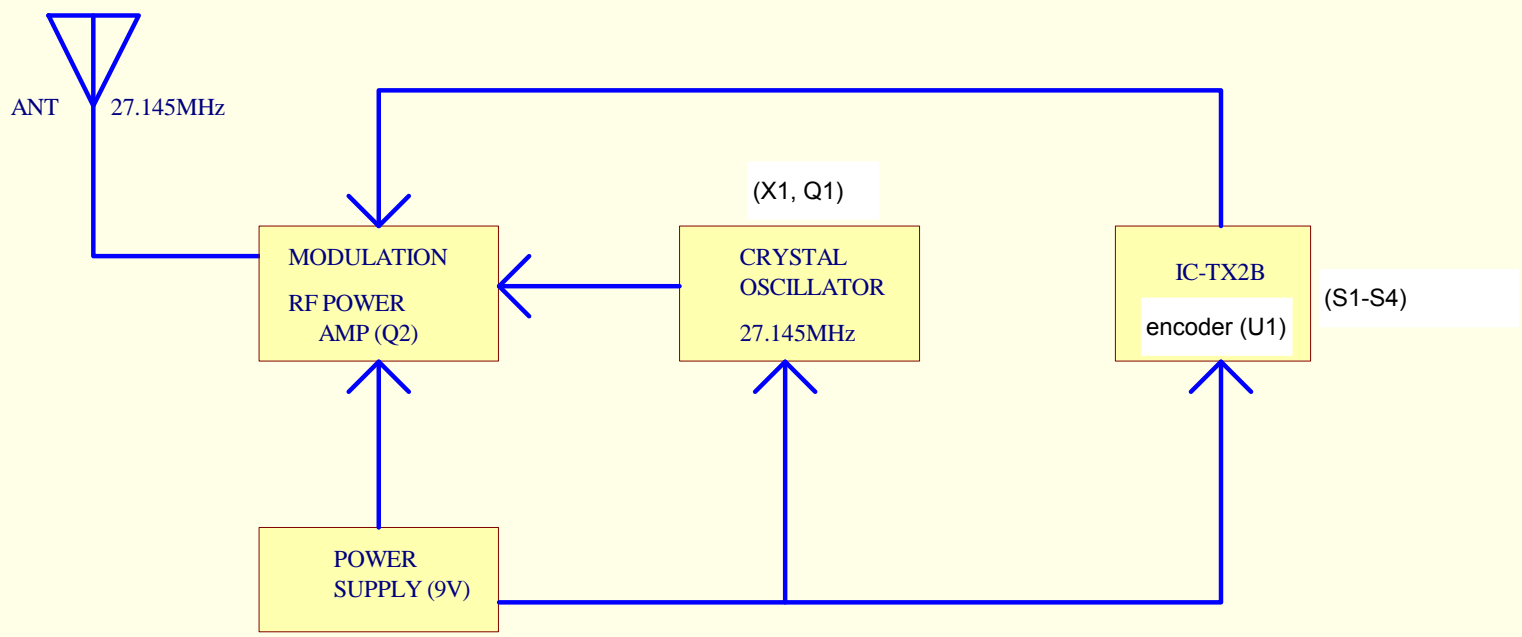 ANT 27.145MHz
(X1, Q1)
MODULATION
RF POWER
AMP (Q2)
CRYSTAL
OSCILLATOR
27.145MHz
IC-TX2B
encoder (U1)
(S1-S4)
POWER
SUPPLY (9V)